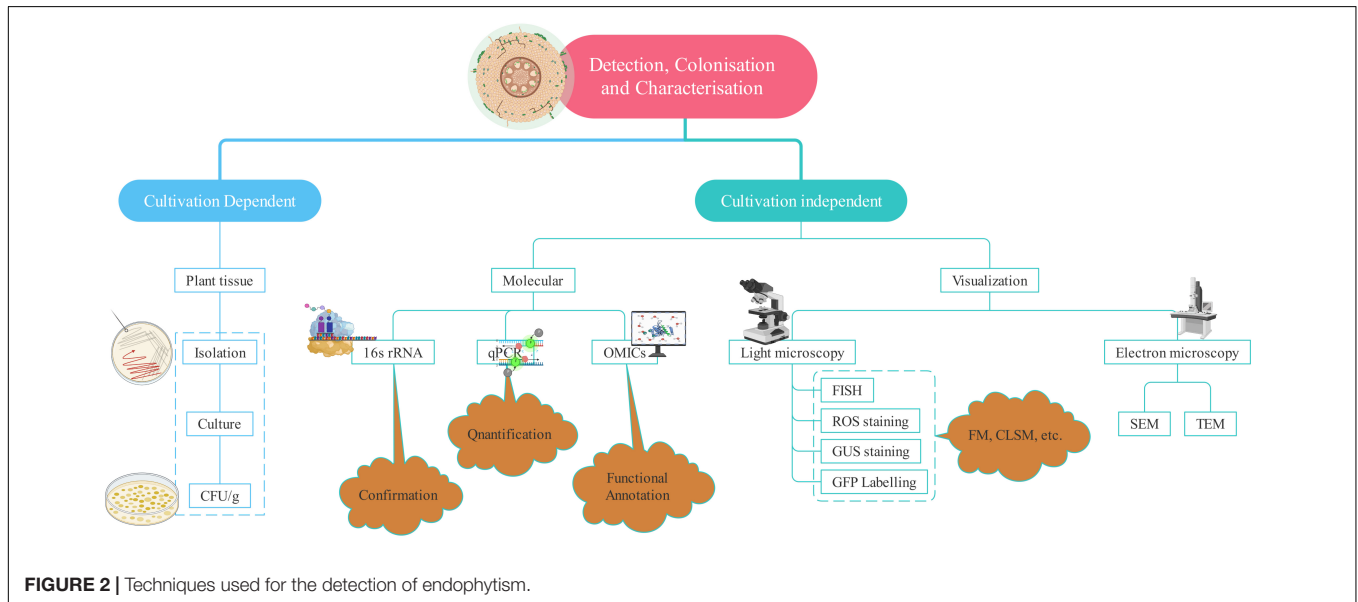 Detection, Colonisation
and Characterisation
Cultivation Dependent
Cultivation independent
Plant tissue
Molecular
Visualization
Isolation
16s rRNA
qPCR
OMICs
Light microscopy
Electron microscopy
Culture
CFU/g
Confirmation
Qnantification
Functional
Annotation
FISH
ROS staining
GUS staining
GFP Labelling
FM, CLSM, etc.
SEM
TEM
FIGURE 2 | Techniques used for the detection of endophytism.